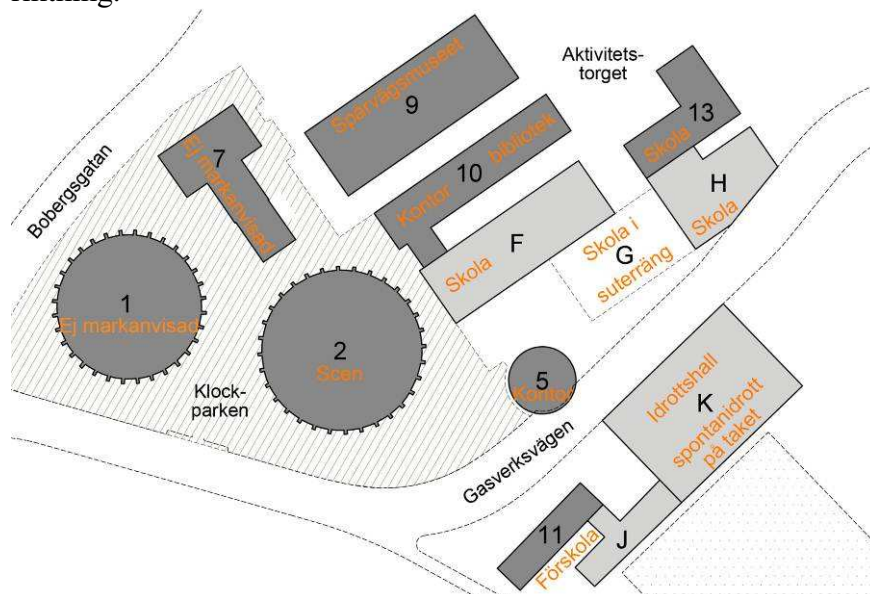 Aktivitets-
torget
9
Spårvägsmuseet
13
Skola
7
Ej markanvisad
10
Kontor bibliotek
H
Skola
Bobergsgatan
F
Skola
Skola i
G
suterräng
1
Ej markanvisad
2
Scen
5
Kontor
Klock-
parken
Idrottshall
K
spontanidrott
på taket
Gasverksvägen
11
J
Förskola